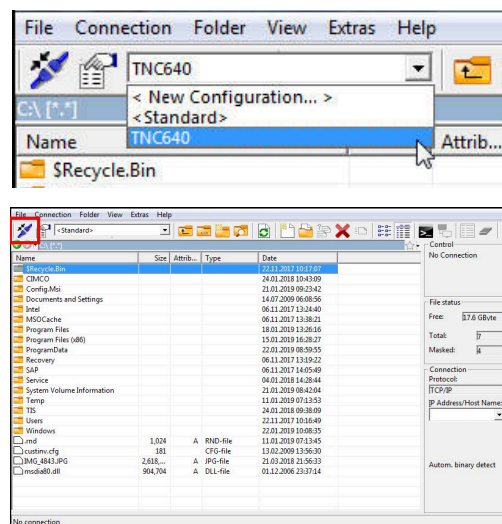 File Connection Folder View Extras Help
TNC640
C:\ [*.*]
< New Configuration... >
<Standard>
TNC640
Name Attrib...
$Recycle.Bin
File Connection Folder View Extras Help
<Standard>
C:\ [*.*]
Control
No Connection
Name Size Attrib... Type Date
$Recycle.Bin 22.11.2017 10:17:07
CIMCO 24.01.2018 10:43:09
Config.Msi 21.01.2019 09:23:42
Documents and Settings 14.07.2009 06:08:56
Intel 06.11.2017 13:24:40
MSOCache 06.11.2017 13:38:21
Program Files 18.01.2019 13:26:16
Program Files (x86) 15.01.2019 16:28:27
ProgramData 22.01.2019 08:59:55
Recovery 06.11.2017 13:19:22
SAP 06.11.2017 14:05:49
Service 04.01.2018 14:28:44
System Volume Information 21.01.2019 08:42:04
Temp 11.01.2019 07:13:53
TIS 24.01.2018 09:38:09
Users 22.11.2017 10:16:49
Windows 22.01.2019 10:08:35
.rnd 1,024 A RND-file 11.01.2019 07:13:45
custinv.cfg 181 CFG-file 13.02.2009 13:56:30
IMG_4843.JPG 2,618,... A JPG-file 21.03.2018 21:56:33
msdia80.dll 904,704 A DLL-file 01.12.2006 23:37:14
File status
Free: 17.6 GByte
Total: 7
Masked: 4
Connection
Protocol:
TCP/IP
IP Address/Host Name:
Autom. binary detect
No connection